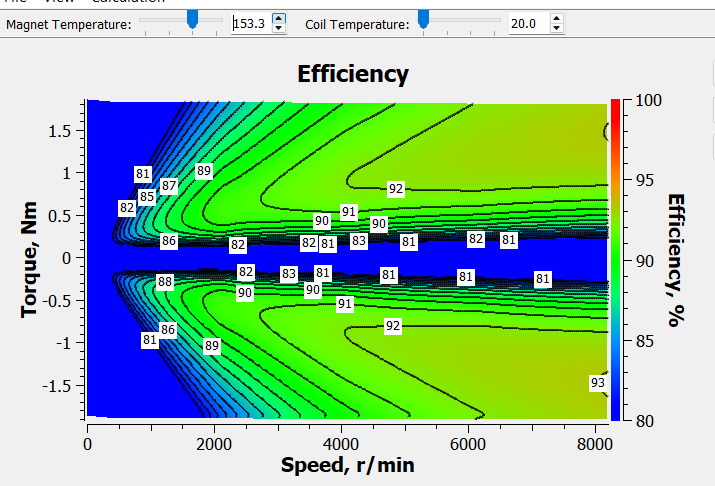 Magnet Temperature: 153.3 Coil Temperature: 20.0
Efficiency
100
1.5
81 87 89
1
92
95
85
82
91
0.5
90 90
86 82 82 81 83 81 82 81
0
90
82 83 81 81 81 81
88
90 90
-0.5
91
86 92
85
81 89
-1
93
-1.5
80
0 2000 4000 6000 8000
Torque, Nm
Speed, r/min
Efficiency, %